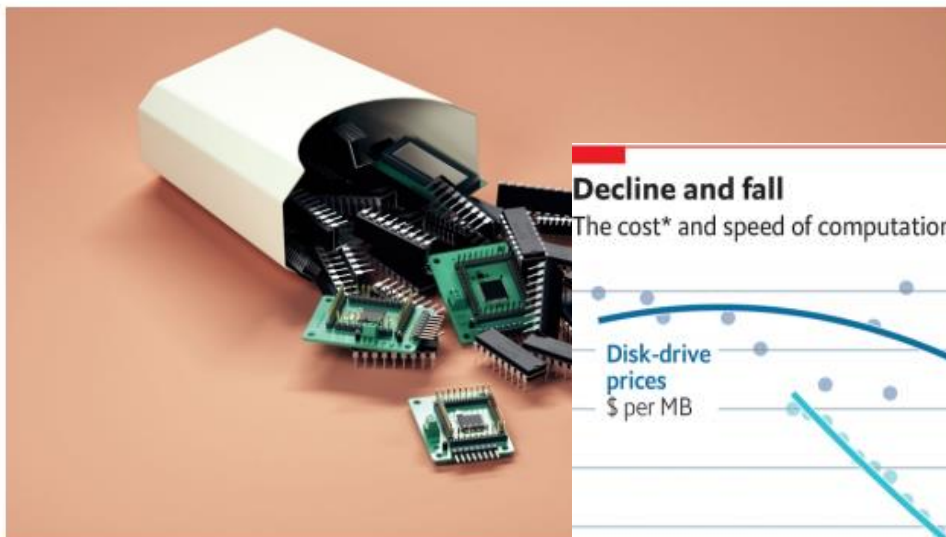 Decline and fall
The cost* and speed of computation
Disk-drive
prices
$ per MB